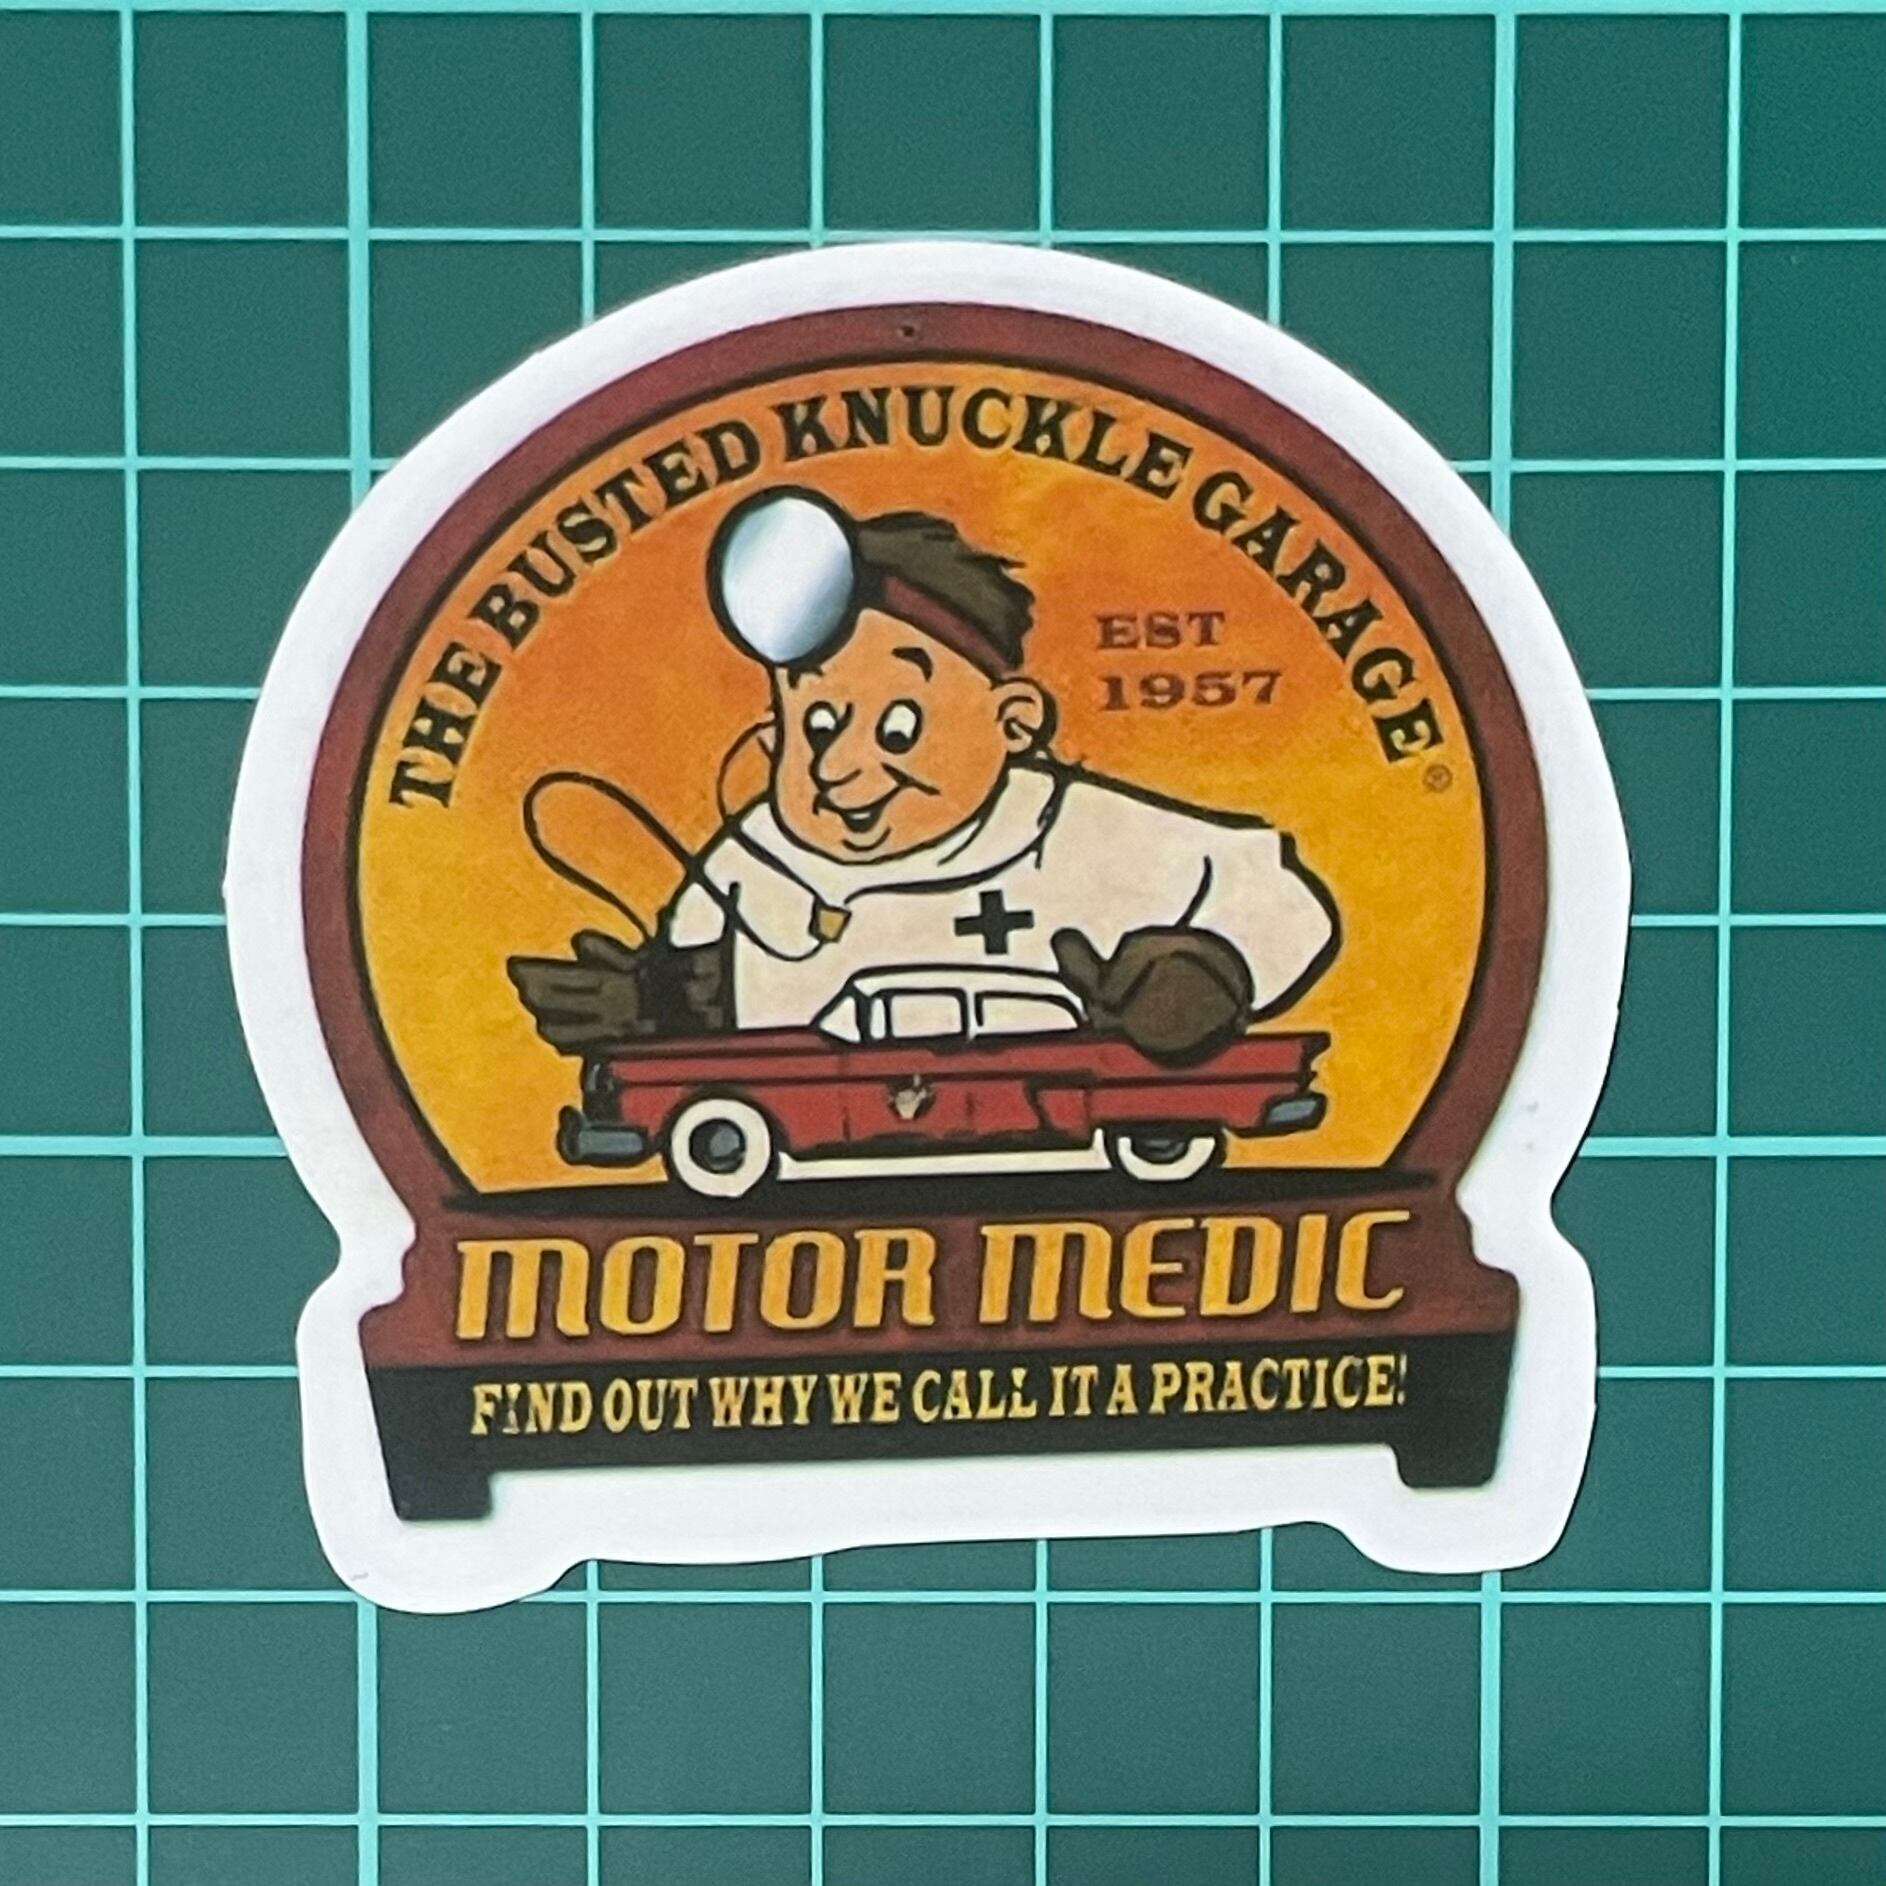 THE BUSTED KNUCKLE GARAGE ®
EST
1957
MOTOR MEDIC
FIND OUT WHY WE CALL IT A PRACTICE!